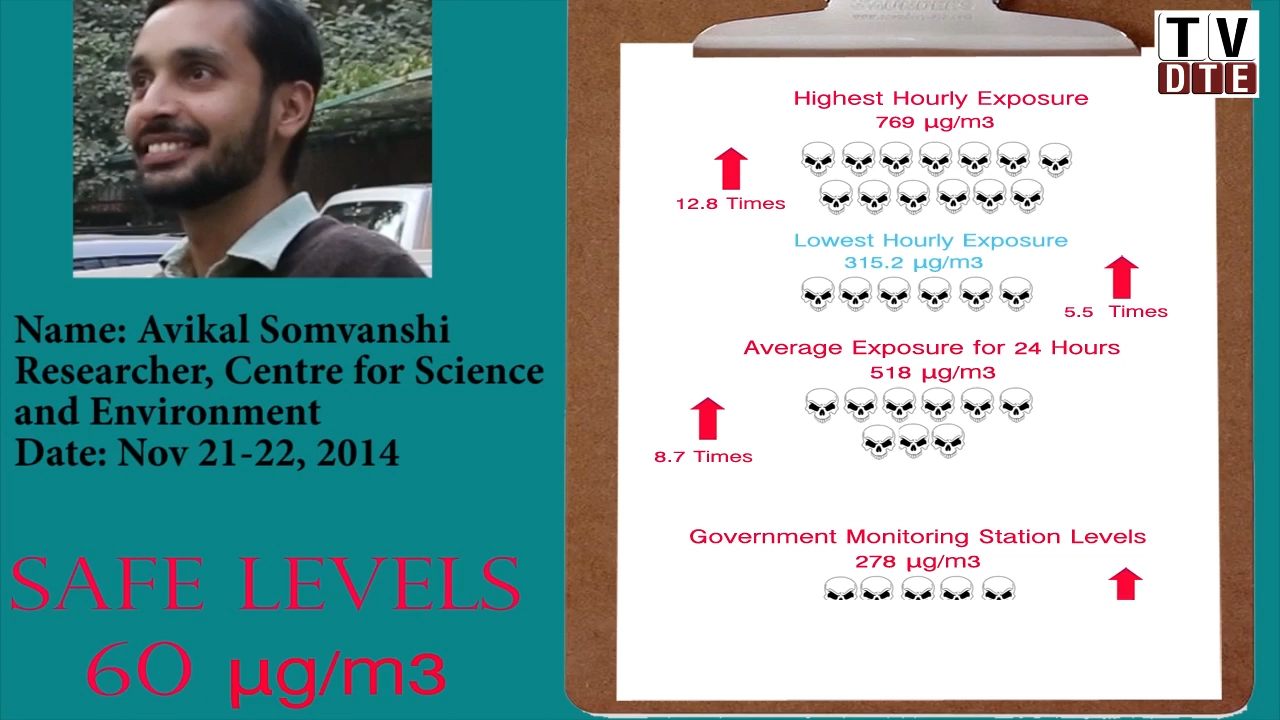 Name: Avikal Somvanshi
Researcher, Centre for Science
and Environment
Date: Nov 21-22, 2014
SAFE LEVELS
60 µg/m3
TV
DTE
Highest Hourly Exposure
769 µg/m3
12.8 Times
Lowest Hourly Exposure
315.2 µg/m3
5.5 Times
Average Exposure for 24 Hours
518 µg/m3
8.7 Times
Government Monitoring Station Levels
278 µg/m3